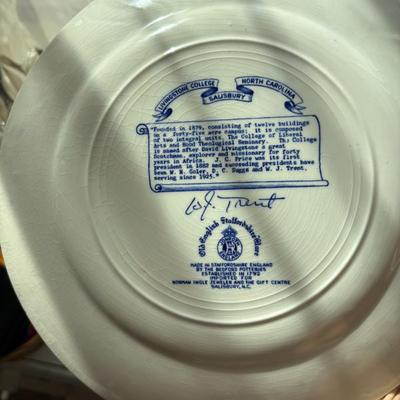 LIVINGSTONE COLLEGE
NORTH CAROLINA
SALISBURY
"Founded in 1879, consisting of twelve buildings
in a forty-five acre campus; it is composed
of two integral units. The College of Liberal
Arts and Hood Theological Seminary. The College
is named after David Livingstone, a great
Scotchman, explorer and missionary for forty
years in Africa. J. C. Price was its first
president in 1882 and succeeding presidents have
been W. H. Goler, D. C. Suggs and W. J. Trent,
serving since 1925."
W. J. Trent
Old English Staffordshire Ware
MADE IN STAFFORDSHIRE ENGLAND
BY THE BEDFORD POTTERIES
ESTABLISHED IN 1790
IMPORTED FOR
NORMAN INGLE JEWELER AND THE GIFT CENTRE
SALISBURY, N.C.